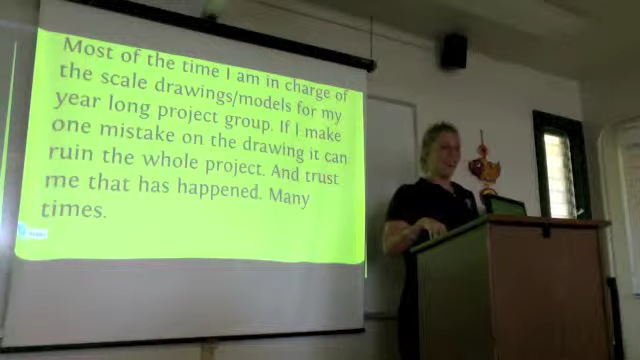 Most of the time I am in charge of
the scale drawings/models for my
year long project group. If I make
one mistake on the drawing it can
ruin the whole project. And trust
me that has happened. Many
times.